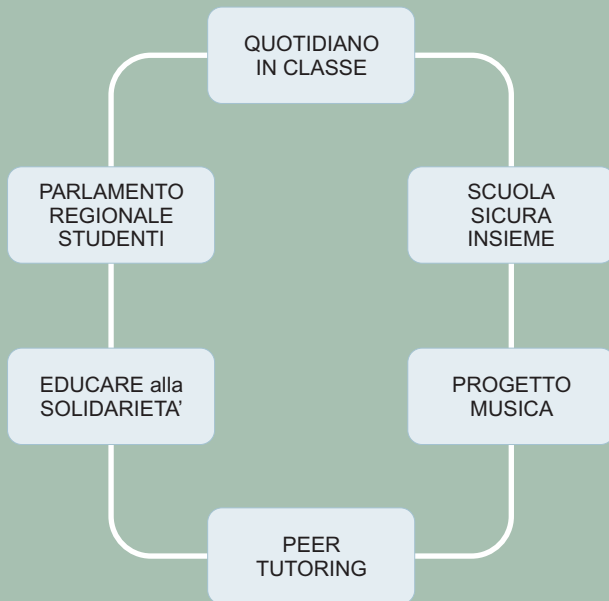 QUOTIDIANO
IN CLASSE
PARLAMENTO
REGIONALE
STUDENTI
SCUOLA
SICURA
INSIEME
EDUCARE alla
SOLIDARIETA'
PROGETTO
MUSICA
PEER
TUTORING